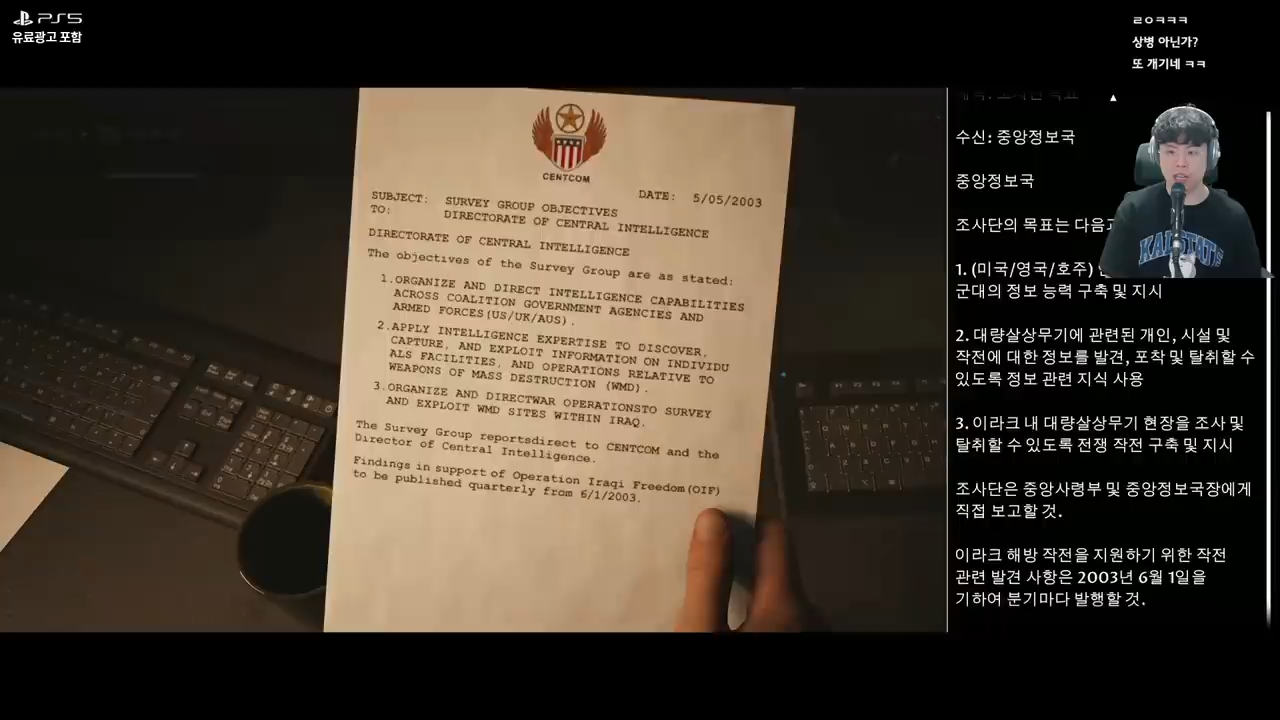 PS5
유료광고 포함
ㄹㅇㅋㅋㅋ
상병 아닌가?
또 개기네 ㅋㅋ
CENTCOM
DATE: 5/05/2003
SUBJECT: SURVEY GROUP OBJECTIVES
TO: DIRECTORATE OF CENTRAL INTELLIGENCE
DIRECTORATE OF CENTRAL INTELLIGENCE
The objectives of the Survey Group are as stated:
1.ORGANIZE AND DIRECT INTELLIGENCE CAPABILITIES
ACROSS COALITION GOVERNMENT AGENCIES AND
ARMED FORCES(US/UK/AUS).
2.APPLY INTELLIGENCE EXPERTISE TO DISCOVER,
CAPTURE, AND EXPLOIT INFORMATION ON INDIVIDU
ALS FACILITIES, AND OPERATIONS RELATIVE TO
WEAPONS OF MASS DESTRUCTION (WMD).
3.ORGANIZE AND DIRECTWAR OPERATIONSTO SURVEY
AND EXPLOIT WMD SITES WITHIN IRAQ.
The Survey Group reportsdirect to CENTCOM and the
Director of Central Intelligence.
Findings in support of Operation Iraqi Freedom(OIF)
to be published quarterly from 6/1/2003.
수신: 중앙정보국
중앙정보국
조사단의 목표는 다음과
1. (미국/영국/호주)
군대의 정보 능력 구축 및 지시
2. 대량살상무기에 관련된 개인, 시설 및
작전에 대한 정보를 발견, 포착 및 탈취할 수
있도록 정보 관련 지식 사용
3. 이라크 내 대량살상무기 현장을 조사 및
탈취할 수 있도록 전쟁 작전 구축 및 지시
조사단은 중앙사령부 및 중앙정보국장에게
직접 보고할 것.
이라크 해방 작전을 지원하기 위한 작전
관련 발견 사항은 2003년 6월 1일을
기하여 분기마다 발행할 것.